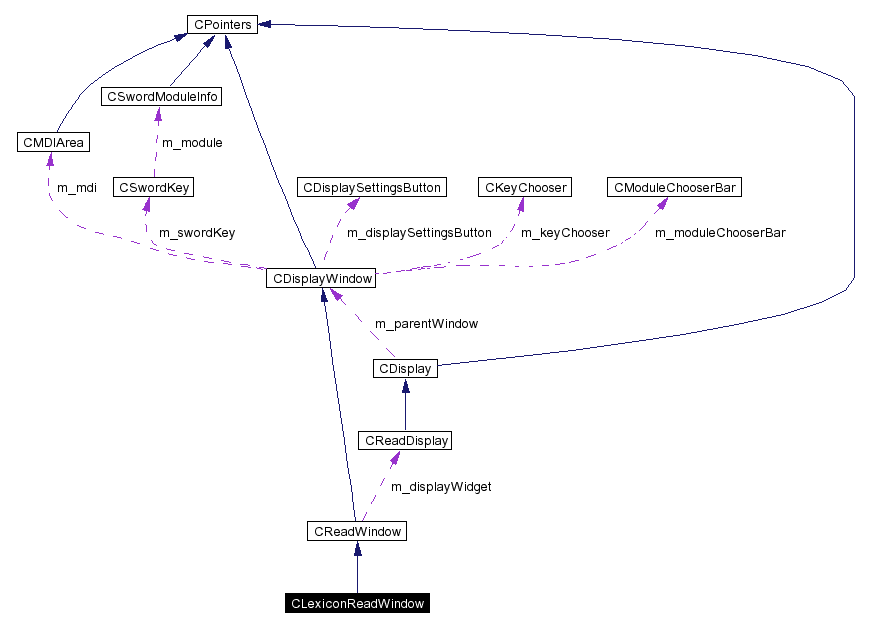 CPointers
CSwordModuleInfo
CMDIArea
m_module
CSwordKey
CDisplaySettingsButton
CKeyChooser
CModuleChooserBar
m_mdi
m_swordKey
m_displaySettingsButton
m_keyChooser
m_moduleChooserBar
CDisplayWindow
m_parentWindow
CDisplay
CReadDisplay
m_displayWidget
CReadWindow
CLexiconReadWindow